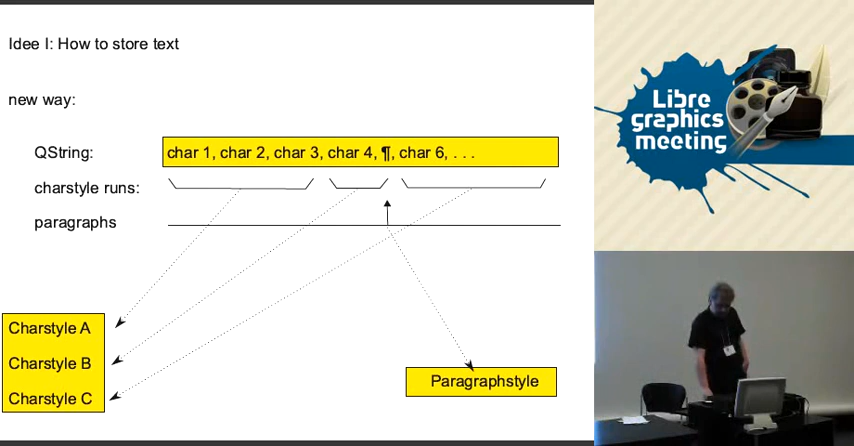 Idee I: How to store text
new way:
QString: char 1, char 2, char 3, char 4, ¶, char 6, . . .
charstyle runs:
paragraphs
Charstyle A
Charstyle B
Charstyle C
Paragraphstyle
Libre
graphics
meeting